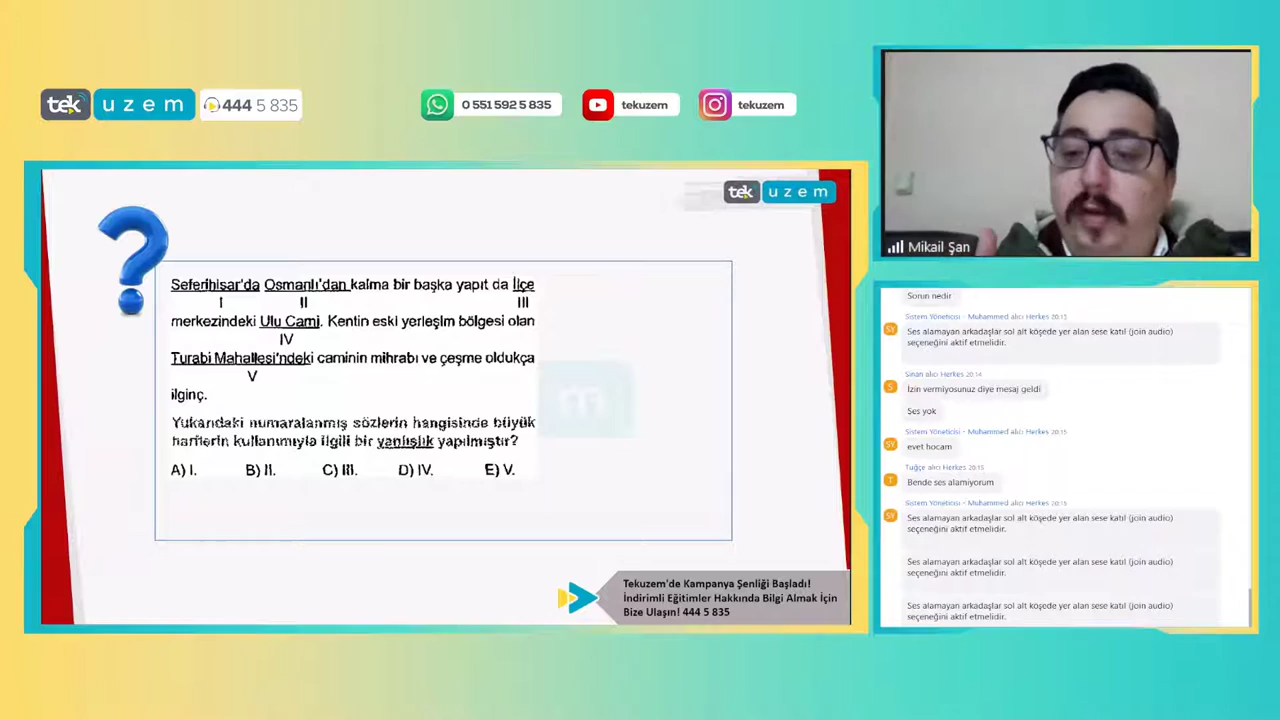 tek uzem 444 5 835
0 551 592 5 835 tekuzem tekuzem
tek uzem
Seferihisar'da Osmanlı'dan kalma bir başka yapıt da İlçe
I II III
merkezindeki Ulu Cami. Kentin eski yerleşim bölgesi olan
IV
Turabi Mahallesi'ndeki caminin mihrabı ve çeşme oldukça
V
ilginç.
Yukarıdaki numaralanmış sözlerin hangisinde büyük
harflerin kullanımıyla ilgili bir yanlışlık yapılmıştır?
A) I. B) II. C) III. D) IV. E) V.
Tekuzem'de Kampanya Şenliği Başladı!
İndirimli Eğitimler Hakkında Bilgi Almak İçin
Bize Ulaşın! 444 5 835
Mikail Şan
Sorun nedir
Sistem Yöneticisi - Muhammed alıcı Herkes 20:15
SY
Ses alamayan arkadaşlar sol alt köşede yer alan sese katıl (join audio)
seçeneğini aktif etmelidir.
Sinan alıcı Herkes 20:14
S
İzin vermiyosunuz diye mesaj geldi
Ses yok
Sistem Yöneticisi - Muhammed alıcı Herkes 20:15
SY
evet hocam
Tuğçe alıcı Herkes 20:15
T
Bende ses alamiyorum
Sistem Yöneticisi - Muhammed alıcı Herkes 20:15
SY
Ses alamayan arkadaşlar sol alt köşede yer alan sese katıl (join audio)
seçeneğini aktif etmelidir.
Ses alamayan arkadaşlar sol alt köşede yer alan sese katıl (join audio)
seçeneğini aktif etmelidir.
Ses alamayan arkadaşlar sol alt köşede yer alan sese katıl (join audio)
seçeneğini aktif etmelidir.